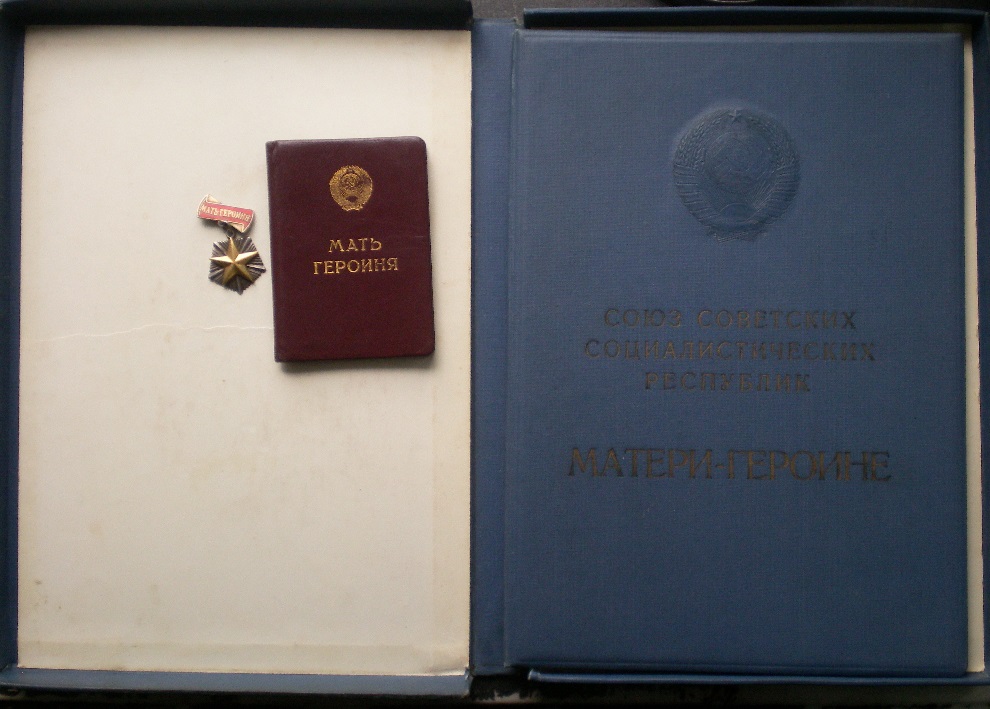 МАТЬ-ГЕРОИНЯ
МАТЬ
ГЕРОИНЯ
СОЮЗ СОВЕТСКИХ
СОЦИАЛИСТИЧЕСКИХ
РЕСПУБЛИК
МАТЕРИ-ГЕРОИНЕ